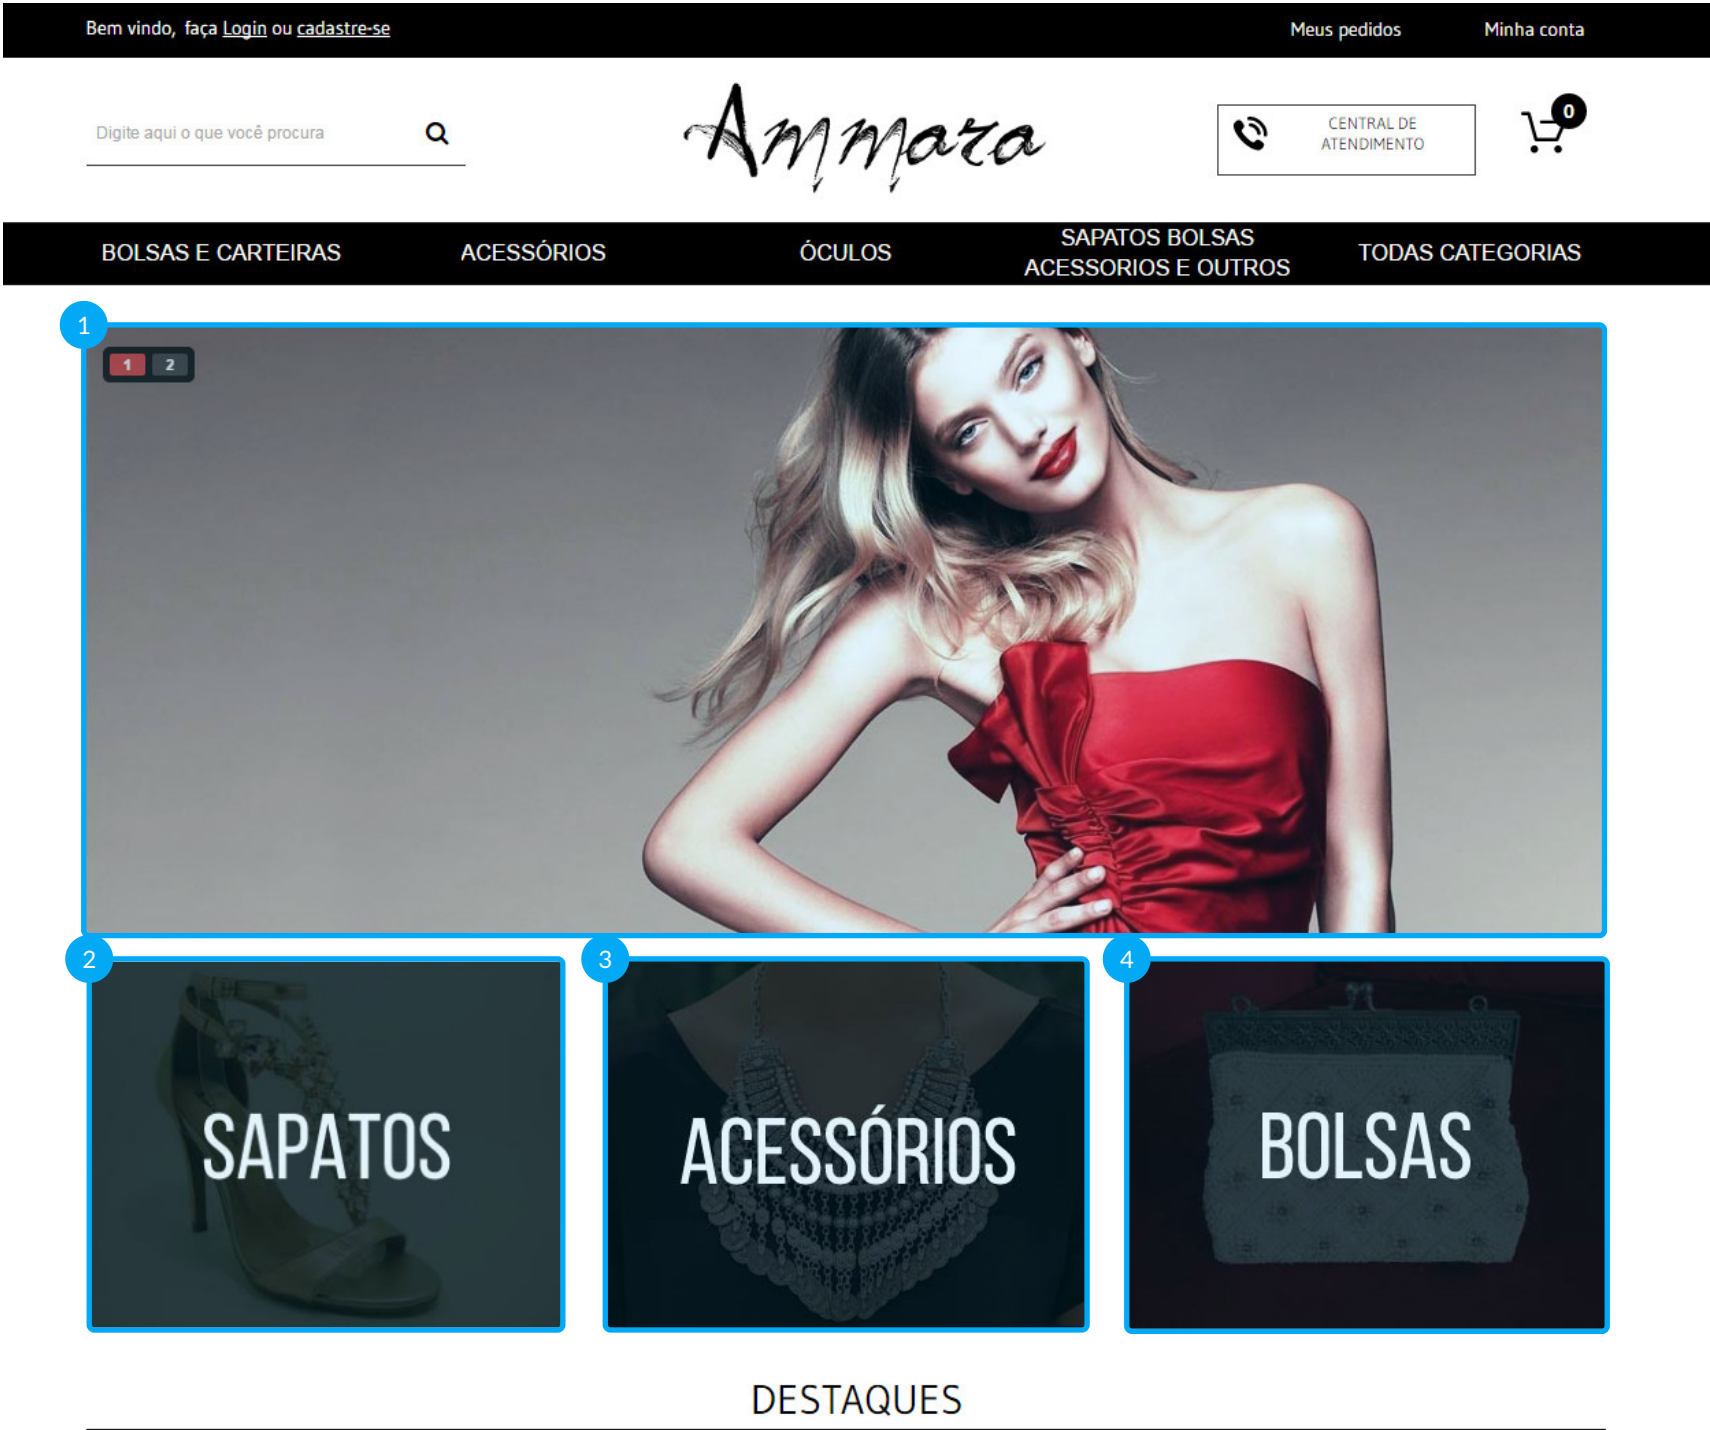 Bem vindo, faça Login ou cadastre-se
Meus pedidos
Minha conta
Digite aqui o que você procura
Ammara
CENTRAL DE
ATENDIMENTO
0
BOLSAS E CARTEIRAS
ACESSÓRIOS
ÓCULOS
SAPATOS BOLSAS
ACESSORIOS E OUTROS
TODAS CATEGORIAS
1
1 2
2
3
4
SAPATOS
ACESSÓRIOS
BOLSAS
DESTAQUES